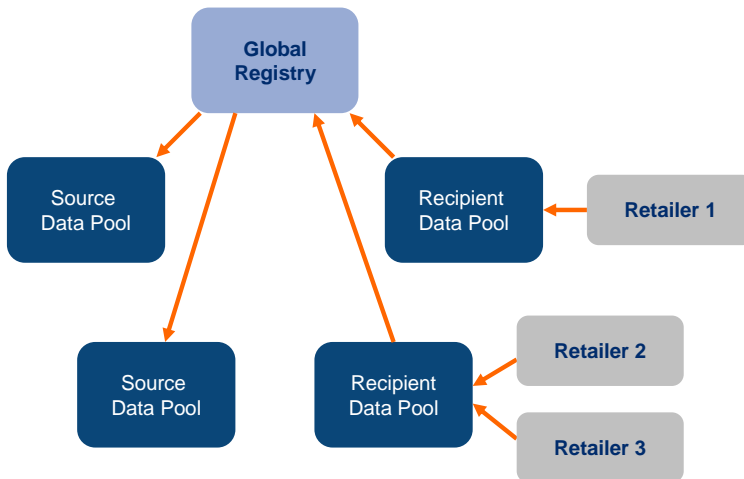 Global
Registry
Source
Data Pool
Recipient
Data Pool
Retailer 1
Source
Data Pool
Recipient
Data Pool
Retailer 2
Retailer 3